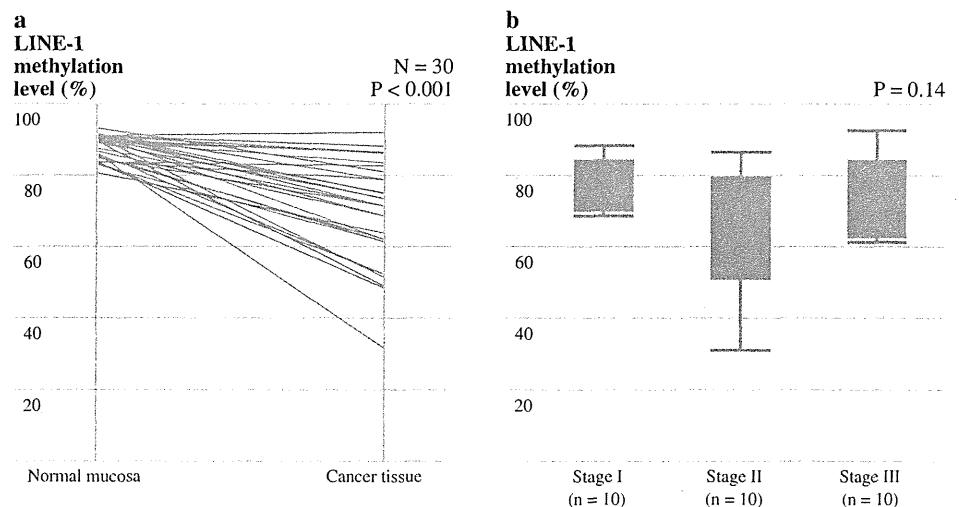 a
LINE-1
methylation
level (%)
N = 30
P < 0.001
100
80
60
40
20
Normal mucosa
Cancer tissue
b
LINE-1
methylation
level (%)
P = 0.14
100
80
60
40
20
Stage I
(n = 10)
Stage II
(n = 10)
Stage III
(n = 10)